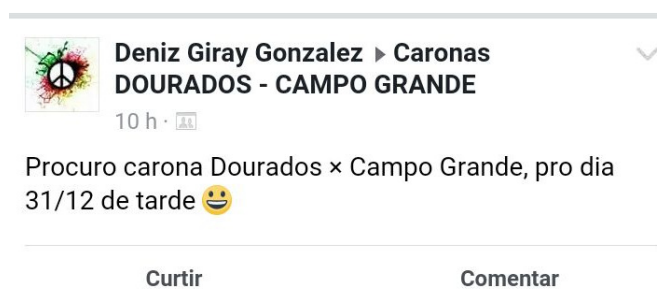 Deniz Giray Gonzalez ▸ Caronas
DOURADOS - CAMPO GRANDE
10 h ·
Procuro carona Dourados × Campo Grande, pro dia
31/12 de tarde 😀
Curtir Comentar